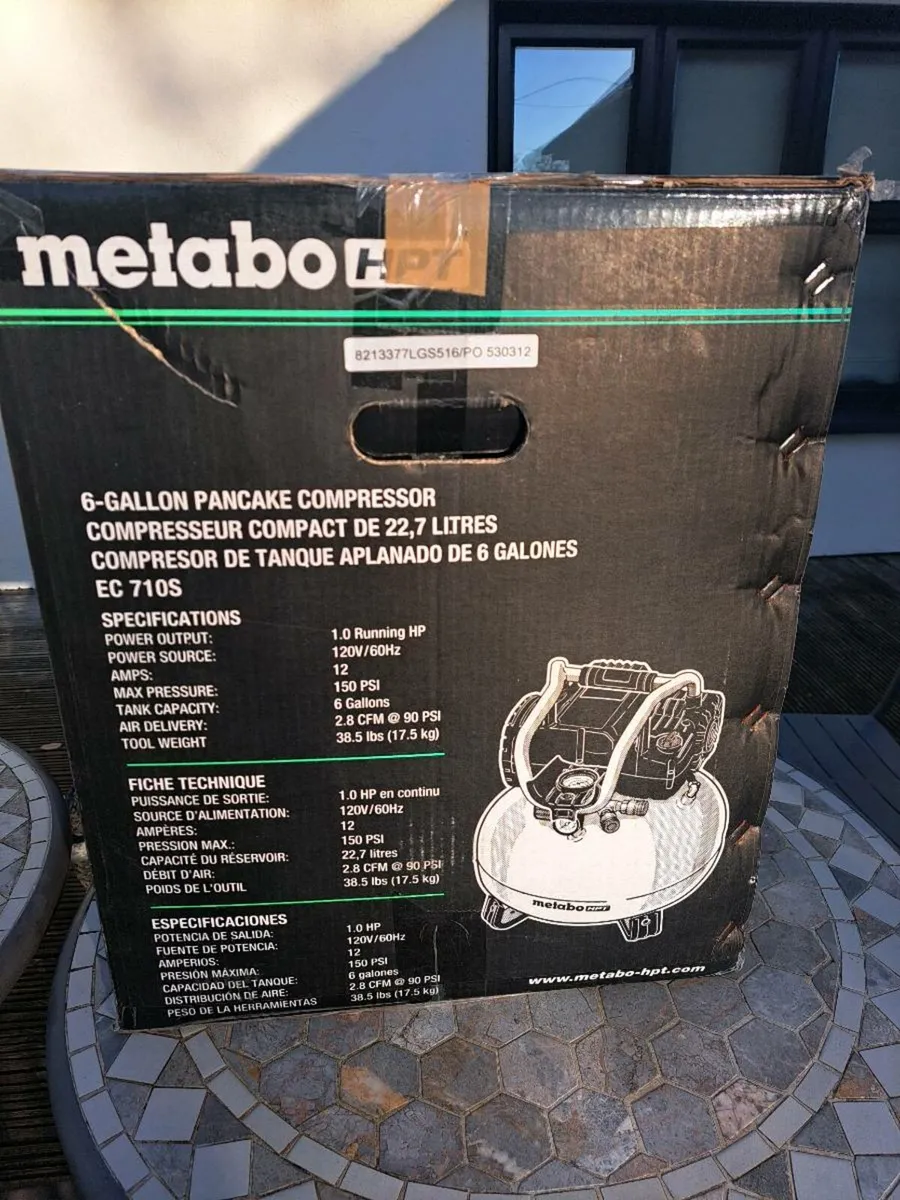 metabo HPT
8213377LGS516/PO 530312
6-GALLON PANCAKE COMPRESSOR
COMPRESSEUR COMPACT DE 22,7 LITRES
COMPRESOR DE TANQUE APLANADO DE 6 GALONES
EC 710S
SPECIFICATIONS
POWER OUTPUT: 1.0 Running HP
POWER SOURCE: 120V/60Hz
AMPS: 12
MAX PRESSURE: 150 PSI
TANK CAPACITY: 6 Gallons
AIR DELIVERY: 2.8 CFM @ 90 PSI
TOOL WEIGHT 38.5 lbs (17.5 kg)
FICHE TECHNIQUE
PUISSANCE DE SORTIE: 1.0 HP en continu
SOURCE D'ALIMENTATION: 120V/60Hz
AMPÈRES: 12
PRESSION MAX.: 150 PSI
CAPACITÉ DU RÉSERVOIR: 22,7 litres
DÉBIT D'AIR: 2.8 CFM @ 90 PSI
POIDS DE L'OUTIL 38.5 lbs (17.5 kg)
ESPECIFICACIONES
POTENCIA DE SALIDA: 1.0 HP
FUENTE DE POTENCIA: 120V/60Hz
AMPERIOS: 12
PRESIÓN MÁXIMA: 150 PSI
CAPACIDAD DEL TANQUE: 6 galones
DISTRIBUCIÓN DE AIRE: 2.8 CFM @ 90 PSI
PESO DE LA HERRAMIENTAS 38.5 lbs (17.5 kg)
metabo HPT
www.metabo-hpt.com